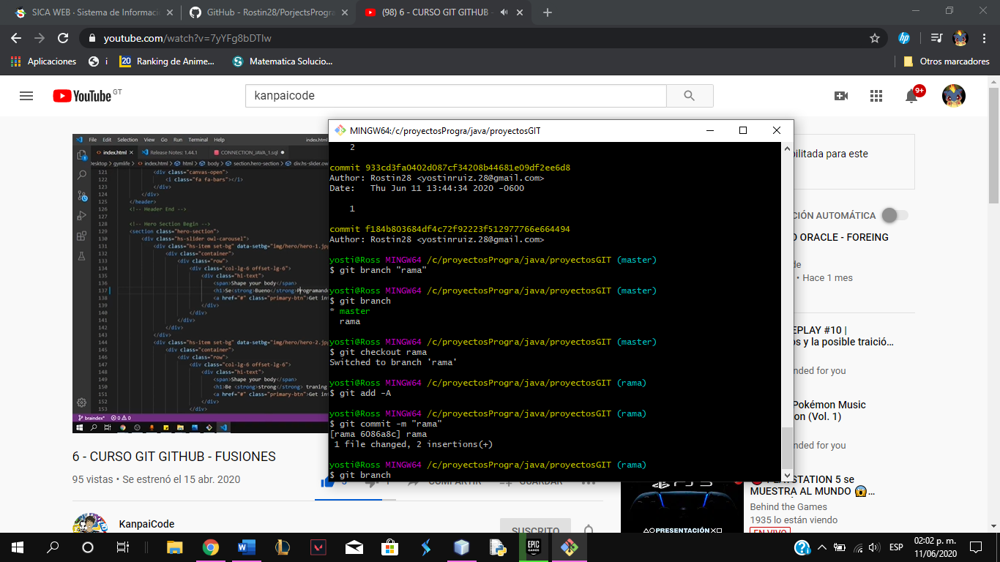 SICA WEB - Sistema de Informaci
GitHub - Rostin28/PorjectsProgra
(98) 6 - CURSO GIT GITHUB -
youtube.com/watch?v=7yYFg8bDTIw
Aplicaciones
i
20 Ranking de Anime...
Matematica Solucio...
Otros marcadores
YouTube GT
kanpaicode
9+
File Edit Selection View Go Run Terminal Help
index.html
index.html
Release Notes: 1.44.1
CONNECTION_JAVA_1.sql
Desktop > gymlife > index.html > html > body > section.hero-section > div.hs-slider.ow
121 <div class="canvas-open">
122 <i class="fa fa-bars"></i>
123 </div>
124 </div>
125 </header>
126 <!-- Header End -->
127
128 <!-- Hero Section Begin -->
129 <section class="hero-section">
130 <div class="hs-slider owl-carousel">
131 <div class="hs-item set-bg" data-setbg="img/hero/hero-1.jpg
132 <div class="container">
133 <div class="row">
134 <div class="col-lg-6 offset-lg-6">
135 <div class="hi-text">
136 <span>Shape your body</span>
137 <h1>Se<strong>Bueno</strong>Programando
138 <a href="#" class="primary-btn">Get in
139 </div>
140 </div>
141 </div>
142 </div>
143 </div>
144 <div class="hs-item set-bg" data-setbg="img/hero/hero-2.jpg
145 <div class="container">
146 <div class="row">
147 <div class="col-lg-6 offset-lg-6">
148 <div class="hi-text">
149 <span>Shape your body</span>
150 <h1>Be <strong>strong</strong> traning
151 <a href="#" class="primary-btn">Get in
152 </div>
153 </div>
braindex* 0 0
MINGW64:/c/proyectosProgra/java/proyectosGIT
2
commit 933cd3fa0402d087cf34208b44681e09df2ee6d8
Author: Rostin28 <yostinruiz.28@gmail.com>
Date: Thu Jun 11 13:44:34 2020 -0600
1
commit f184b803684df4c72f92223f512977766e664494
Author: Rostin28 <yostinruiz.28@gmail.com>
yosti@Ross MINGW64 /c/proyectosProgra/java/proyectosGIT (master)
$ git branch "rama"
yosti@Ross MINGW64 /c/proyectosProgra/java/proyectosGIT (master)
$ git branch
* master
rama
yosti@Ross MINGW64 /c/proyectosProgra/java/proyectosGIT (master)
$ git checkout rama
Switched to branch 'rama'
yosti@Ross MINGW64 /c/proyectosProgra/java/proyectosGIT (rama)
$ git add -A
yosti@Ross MINGW64 /c/proyectosProgra/java/proyectosGIT (rama)
$ git commit -m "rama"
[rama 6086a8c] rama
1 file changed, 2 insertions(+)
yosti@Ross MINGW64 /c/proyectosProgra/java/proyectosGIT (rama)
$ git branch
bilitada para este
CIÓN AUTOMÁTICA
O ORACLE - FOREING
de
• Hace 1 mes
EPLAY #10 |
os y la posible traició...
nded for you
Pokémon Music
on (Vol. 1)
nded for you
PLAYSTATION 5 se
MUESTRA AL MUNDO 😱...
Behind the Games
1935 lo están viendo
EN VIVO
PS5
PRESENTACIÓN
6 - CURSO GIT GITHUB - FUSIONES
95 vistas • Se estrenó el 15 abr. 2020
5
1
COMPARTIR
GUARDAR
KanpaiCode
SUSCRITO
EPIC GAMES
ESP
02:02 p. m.
11/06/2020